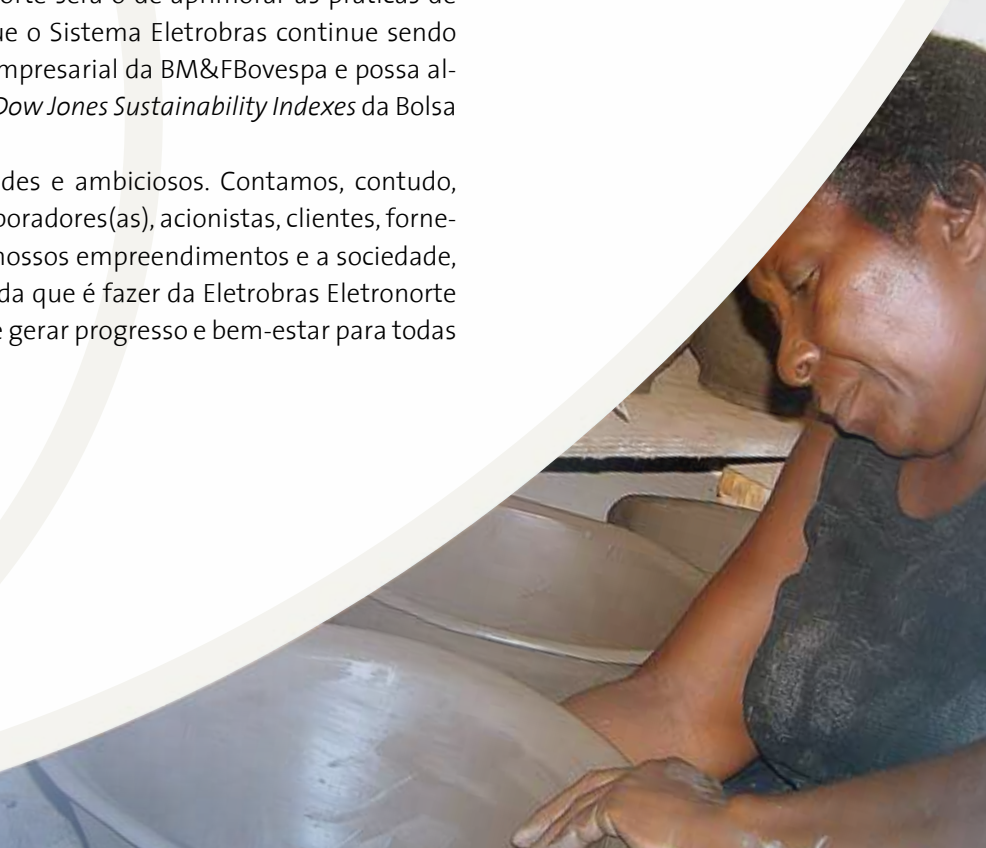 orte será o de aprimorar as práticas de
ue o Sistema Eletrobras continue sendo
mpresarial da BM&FBovespa e possa al-
Dow Jones Sustainability Indexes da Bolsa
des e ambiciosos. Contamos, contudo,
boradores(as), acionistas, clientes, forne-
nossos empreendimentos e a sociedade,
da que é fazer da Eletrobras Eletronorte
e gerar progresso e bem-estar para todas